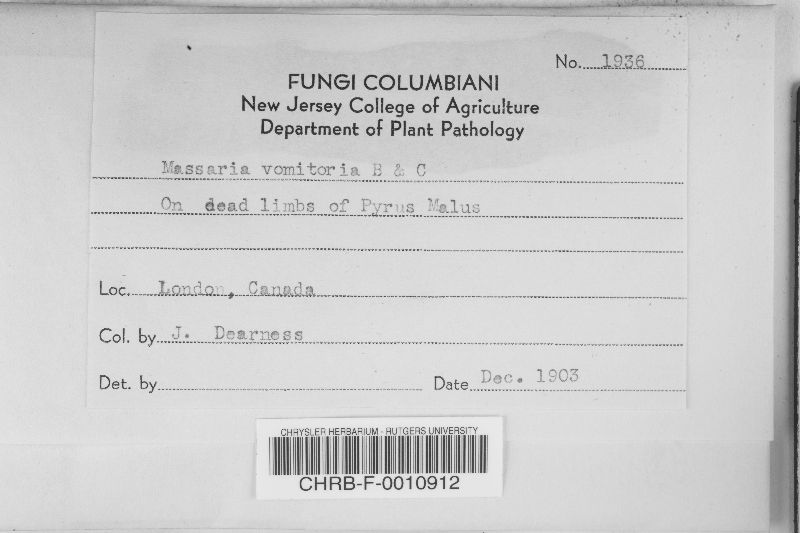 No. 1936
FUNGI COLUMBIANI
New Jersey College of Agriculture
Department of Plant Pathology
Massaria vomitoria B & C
On dead limbs of Pyrus Malus
Loc. London, Canada
Col. by J. Dearness
Det. by
Date Dec. 1903
CHRYSLER HERBARIUM - RUTGERS UNIVERSITY
CHRB-F-0010912